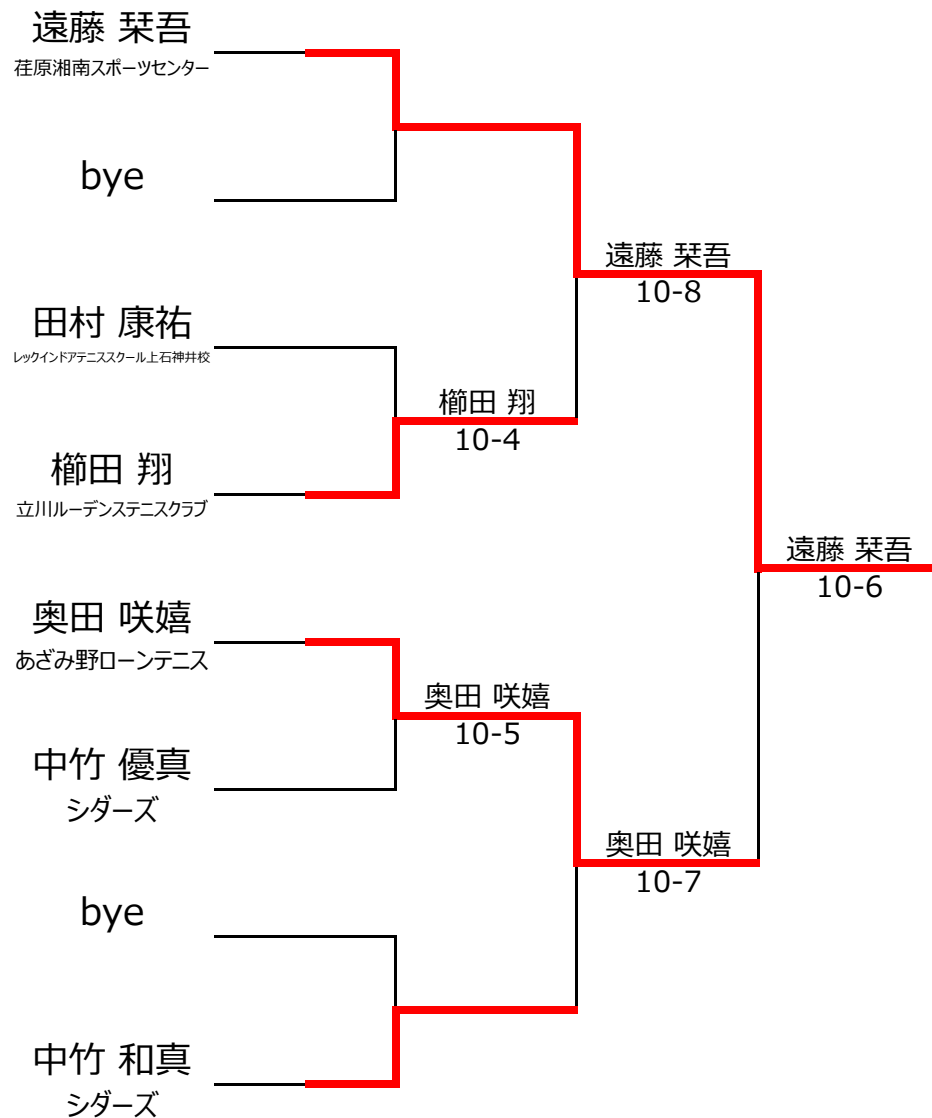 遠藤 栞吾
荏原湘南スポーツセンター
bye
遠藤 栞吾
10-8
田村 康祐
レックインドアテニススクール上石神井校
櫛田 翔
10-4
櫛田 翔
立川ルーデンステニスクラブ
遠藤 栞吾
10-6
奥田 咲嬉
あざみ野ローンテニス
奥田 咲嬉
10-5
中竹 優真
シダーズ
奥田 咲嬉
10-7
bye
中竹 和真
シダーズ